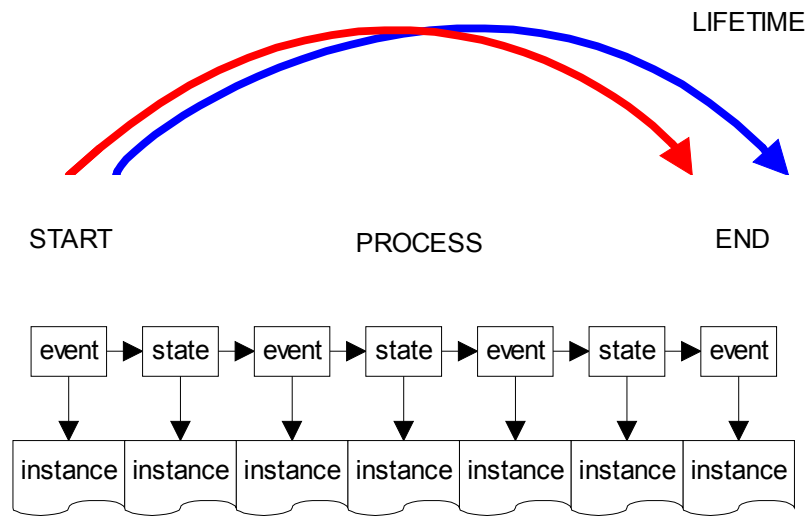 LIFETIME
START PROCESS END
event state event state event state event
instance instance instance instance instance instance instance